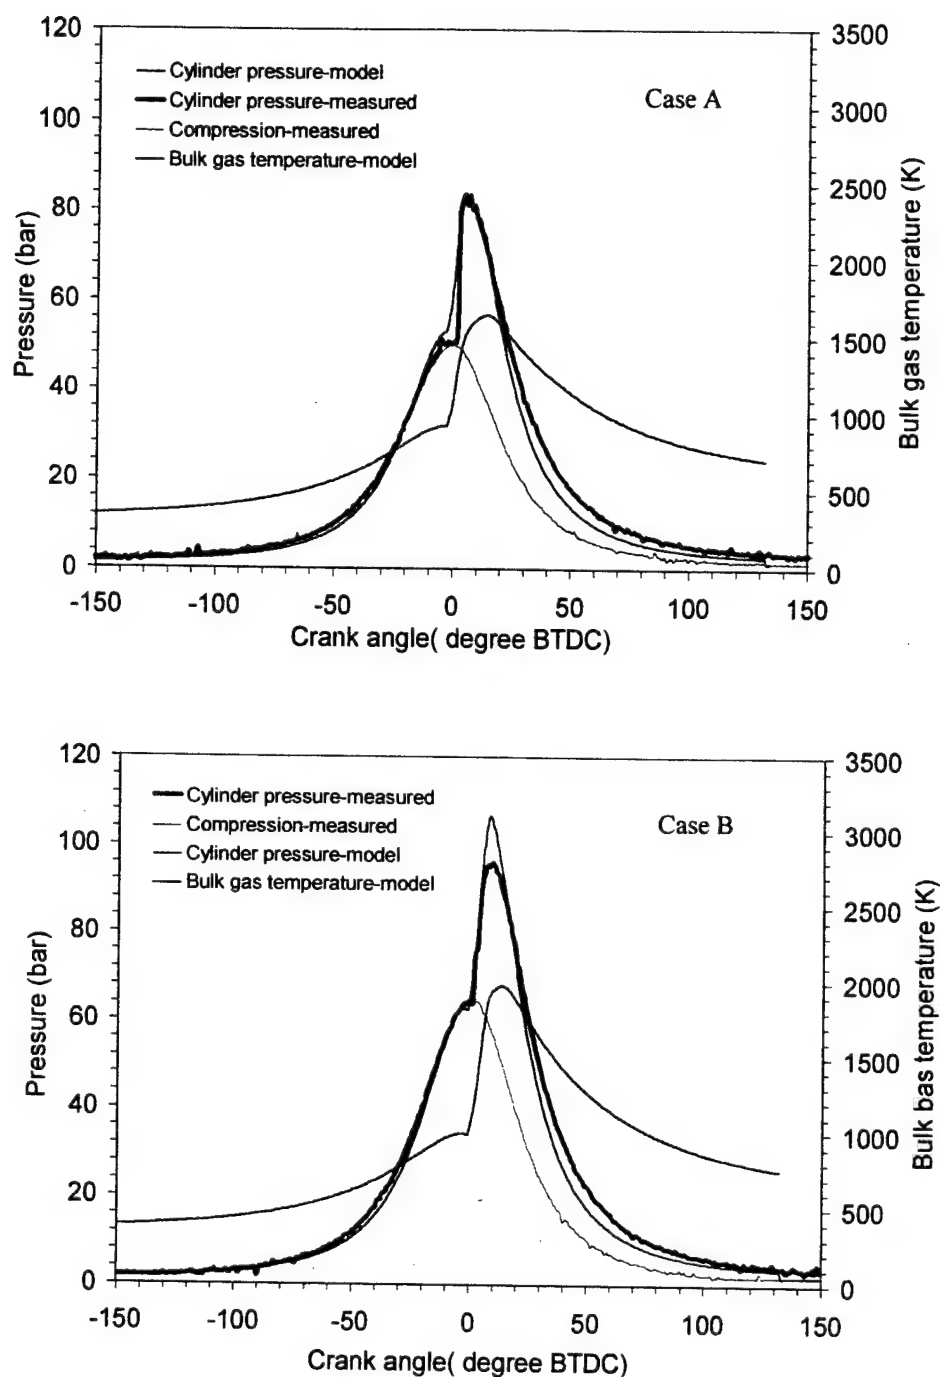 120
100
80
60
40
20
0
Pressure (bar)
Cylinder pressure-model
Cylinder pressure-measured
Compression-measured
Bulk gas temperature-model
Case A
3500
3000
2500
2000
1500
1000
500
0
Bulk gas temperature (K)
-150 -100 -50 0 50 100 150
Crank angle( degree BTDC)
120
100
80
60
40
20
0
Pressure (bar)
Cylinder pressure-measured
Compression-measured
Cylinder pressure-model
Bulk gas temperature-model
Case B
3500
3000
2500
2000
1500
1000
500
0
Bulk bas temperature (K)
-150 -100 -50 0 50 100 150
Crank angle( degree BTDC)